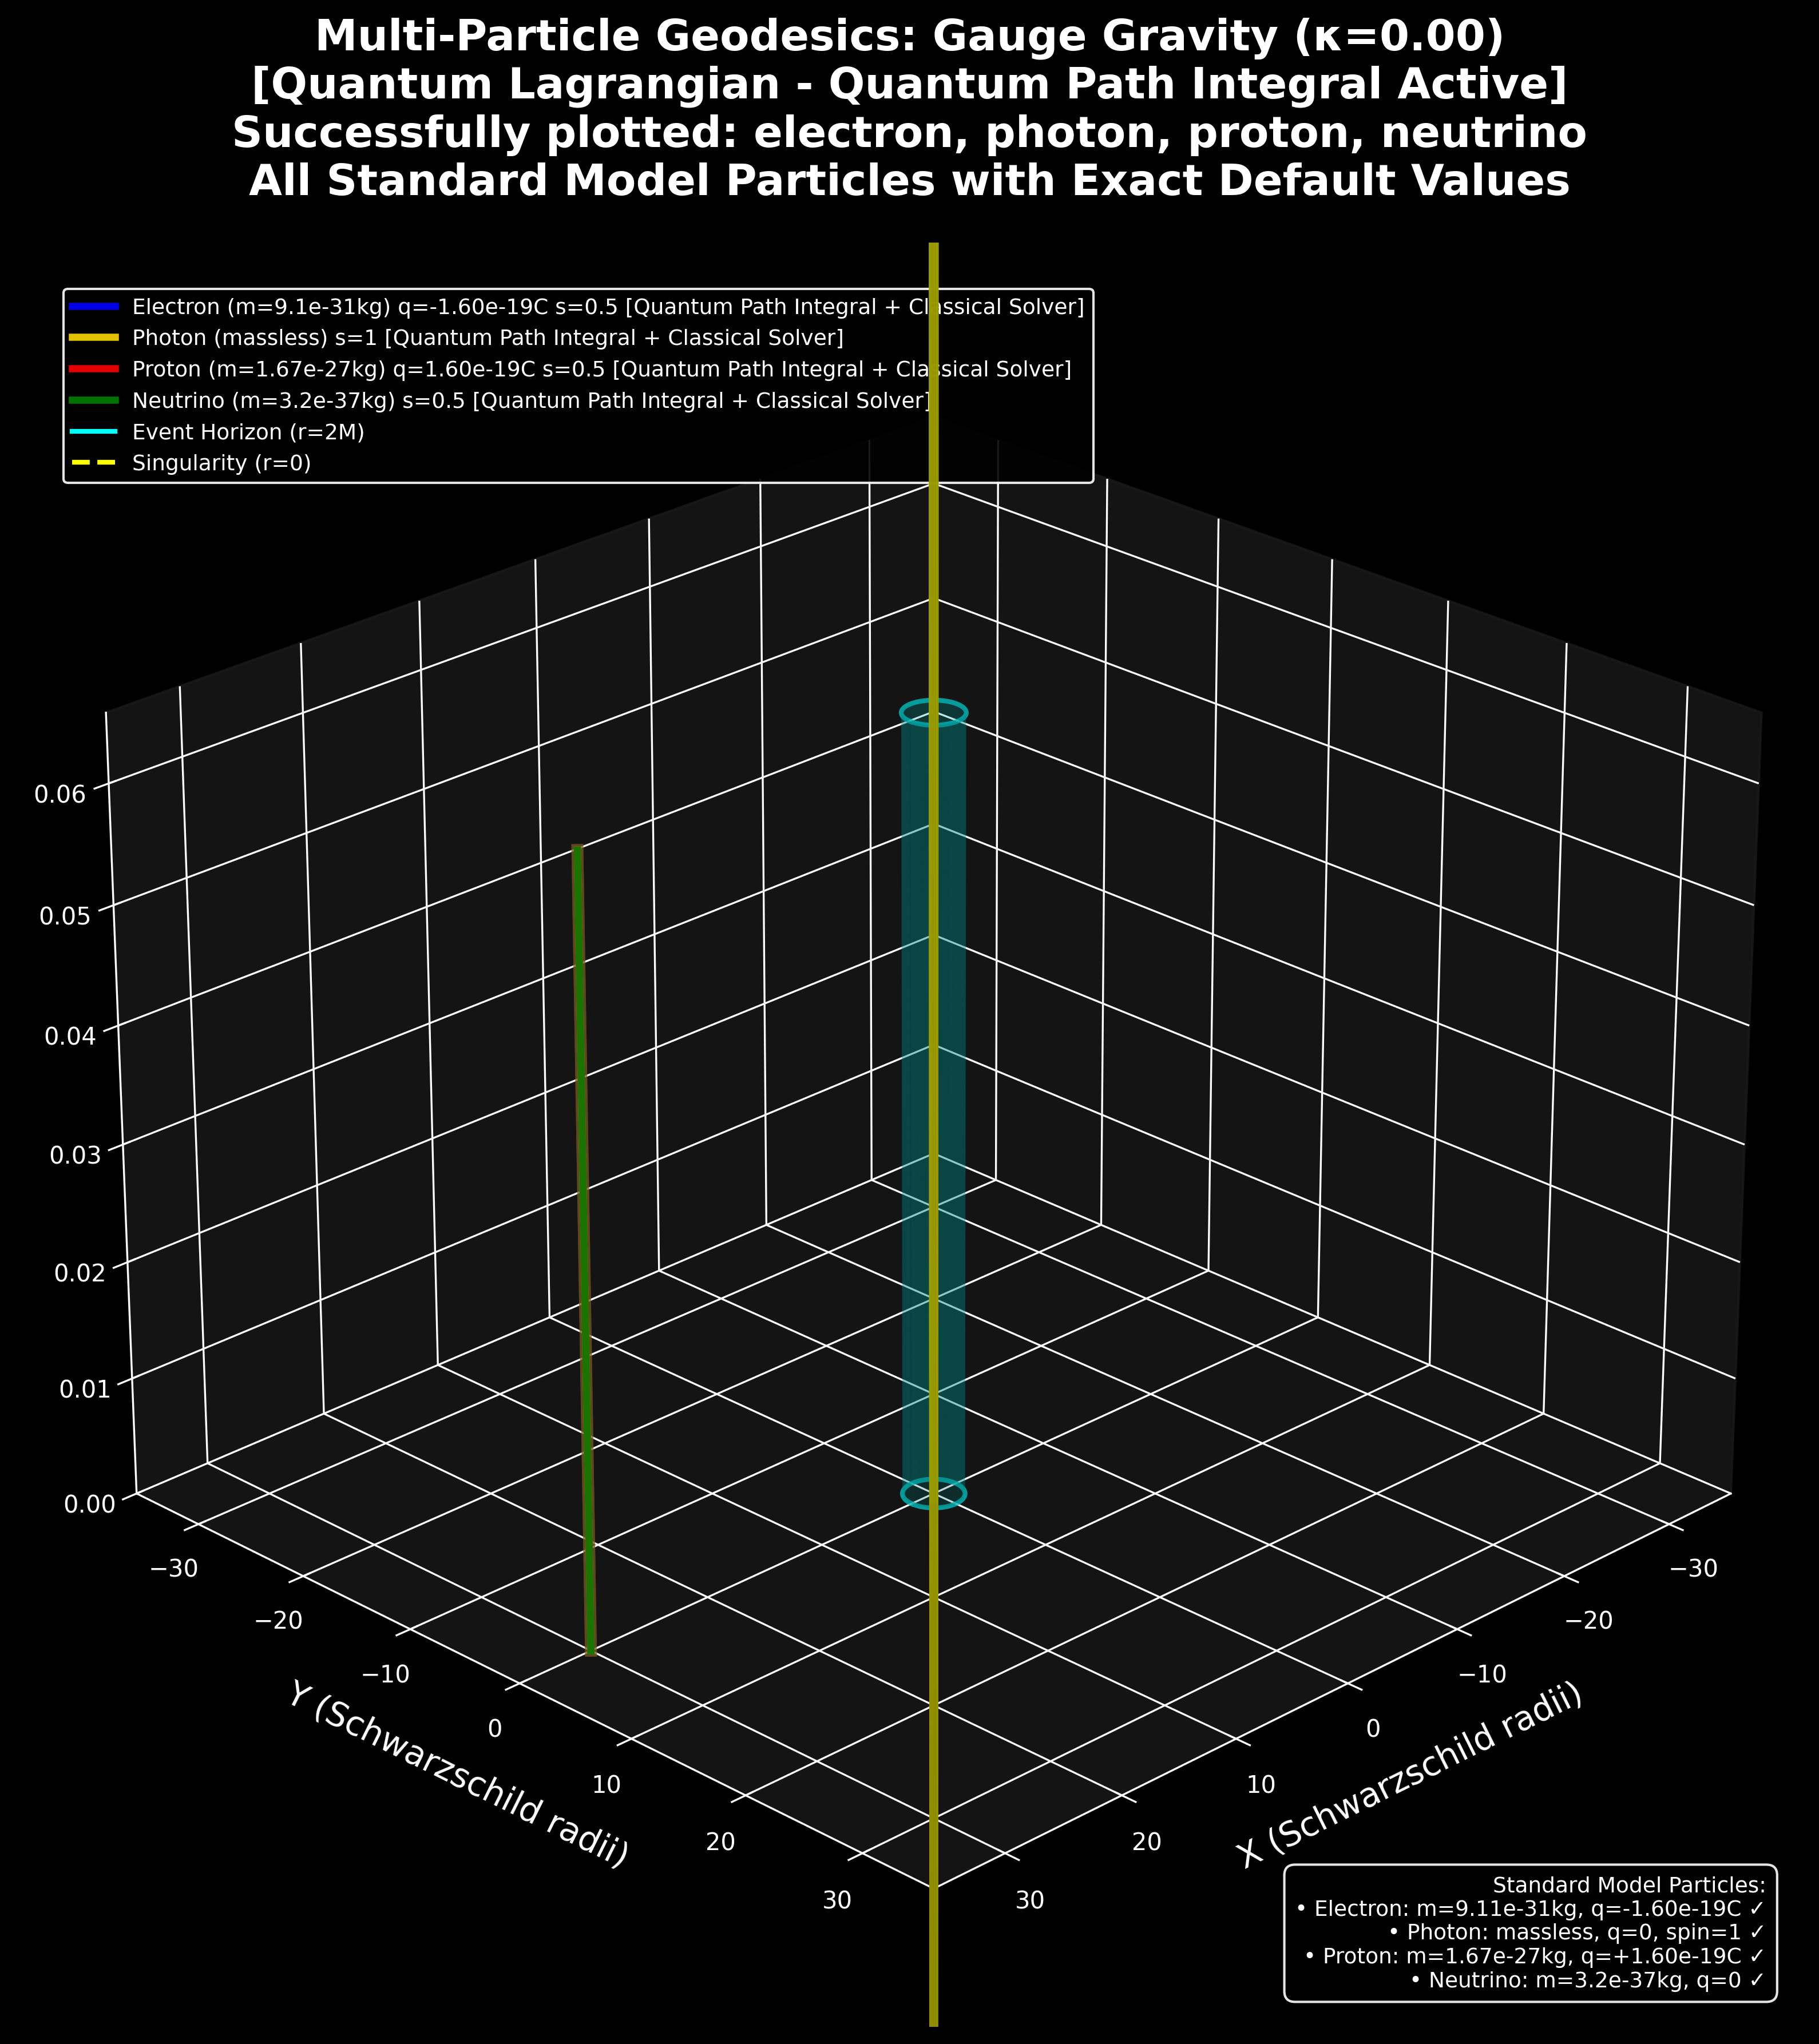 Multi-Particle Geodesics: Gauge Gravity (κ=0.00)
[Quantum Lagrangian - Quantum Path Integral Active]
Successfully plotted: electron, photon, proton, neutrino
All Standard Model Particles with Exact Default Values
Electron (m=9.1e-31kg) q=-1.60e-19C s=0.5 [Quantum Path Integral + Classical Solver]
Photon (massless) s=1 [Quantum Path Integral + Classical Solver]
Proton (m=1.67e-27kg) q=1.60e-19C s=0.5 [Quantum Path Integral + Classical Solver]
Neutrino (m=3.2e-37kg) s=0.5 [Quantum Path Integral + Classical Solver]
Event Horizon (r=2M)
Singularity (r=0)
0.06
0.05
0.04
0.03
0.02
0.01
0.00
−30
−20
−10
0
10
20
30
Y (Schwarzschild radii)
30
20
10
0
−10
−20
−30
X (Schwarzschild radii)
Standard Model Particles:
• Electron: m=9.11e-31kg, q=-1.60e-19C ✓
• Photon: massless, q=0, spin=1 ✓
• Proton: m=1.67e-27kg, q=+1.60e-19C ✓
• Neutrino: m=3.2e-37kg, q=0 ✓